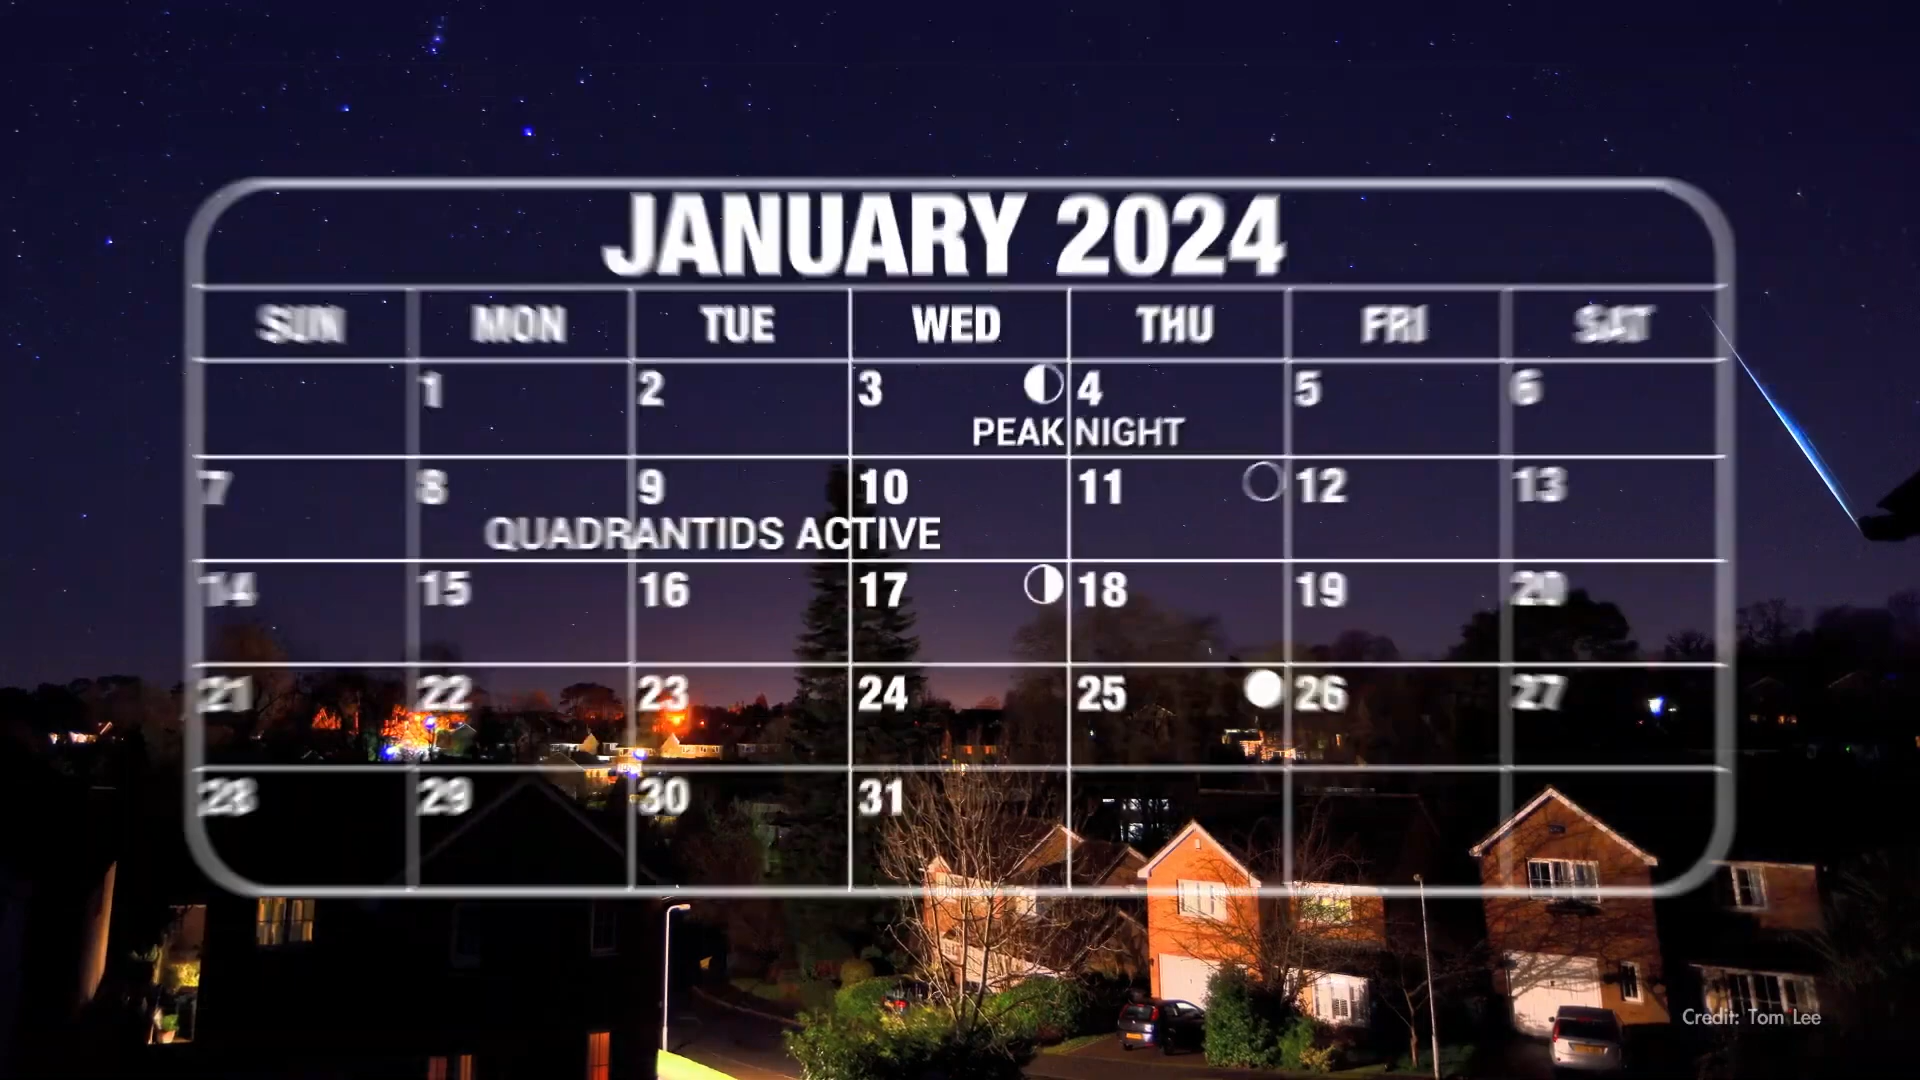 JANUARY 2024
SUN MON TUE WED THU FRI SAT
1 2 3 4 5 6
PEAK NIGHT
7 8 9 10 11 12 13
QUADRANTIDS ACTIVE
14 15 16 17 18 19 20
21 22 23 24 25 26 27
28 29 30 31
Credit: Tom Lee